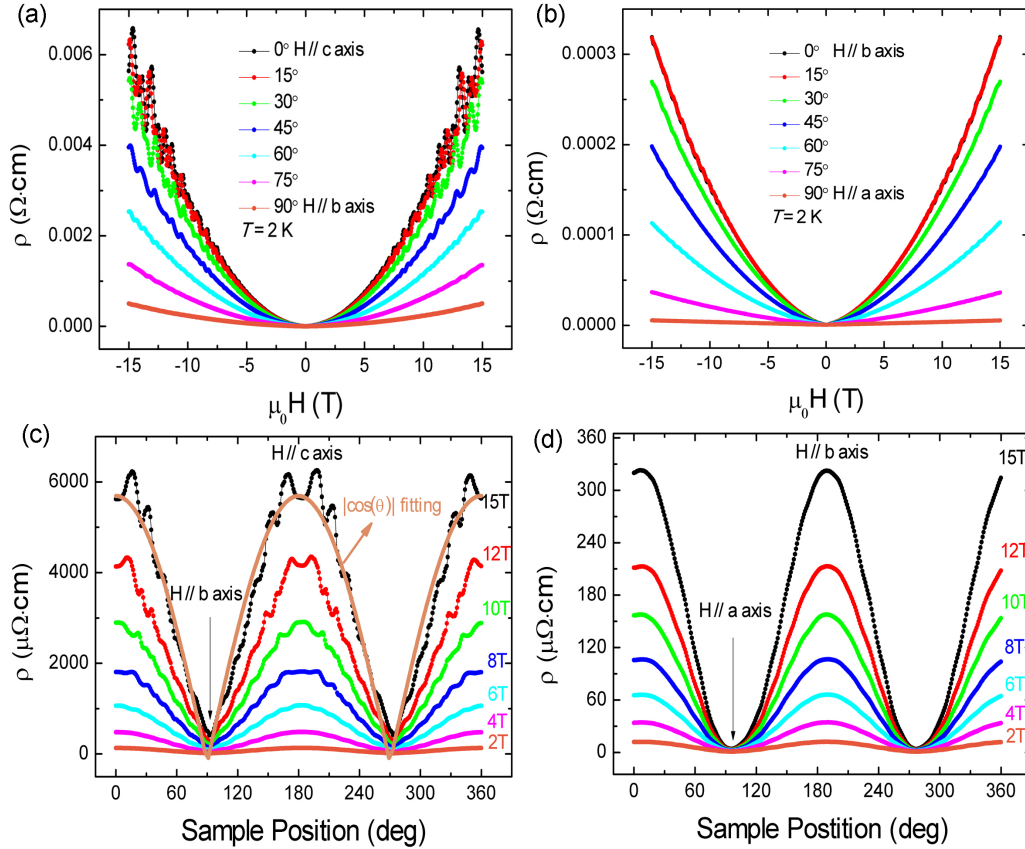 (a)
0.006
0.004
0.002
0.000
ρ (Ω·cm)
0° H// c axis
15°
30°
45°
60°
75°
90° H// b axis
T = 2 K
-15 -10 -5 0 5 10 15
μ0H (T)
(b)
0.0003
0.0002
0.0001
0.0000
ρ (Ω·cm)
0° H// b axis
15°
30°
45°
60°
75°
90° H// a axis
T = 2 K
-15 -10 -5 0 5 10 15
μ0H (T)
(c)
6000
4000
2000
0
ρ (μΩ·cm)
H// c axis
|cos(θ)| fitting
H// b axis
15T
12T
10T
8T
6T
4T
2T
0 60 120 180 240 300 360
Sample Position (deg)
(d)
360
300
240
180
120
60
0
ρ (μΩ·cm)
H// b axis
H// a axis
15T
12T
10T
8T
6T
4T
2T
0 60 120 180 240 300 360
Sample Postition (deg)